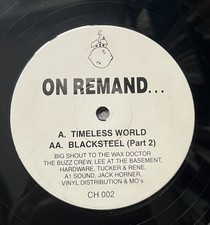 ON REMAND...
A. TIMELESS WORLD
AA. BLACKSTEEL (Part 2)
BIG SHOUT TO THE WAX DOCTOR
THE BUZZ CREW, LEE AT THE BASEMENT.
HARDWARE, TUCKER & RENE.
A1 SOUND, JACK HORNER,
VINYL DISTRIBUTION & MO's.
CH 002